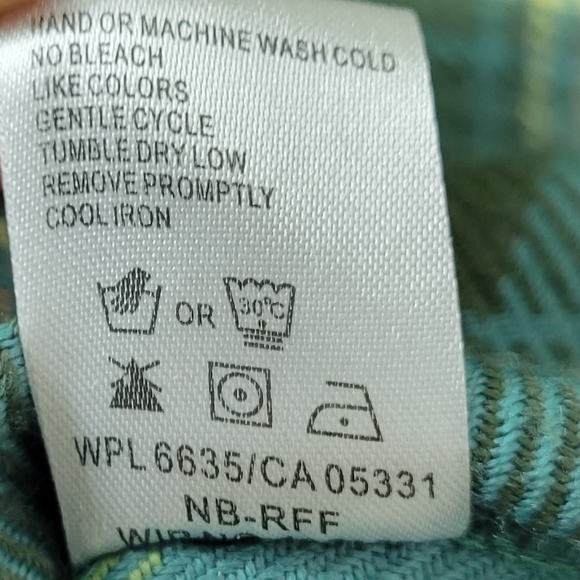 HAND OR MACHINE WASH COLD
NO BLEACH
LIKE COLORS
GENTLE CYCLE
TUMBLE DRY LOW
REMOVE PROMPTLY
COOL IRON
OR 30°C
WPL 6635/CA 05331
NB-RFF